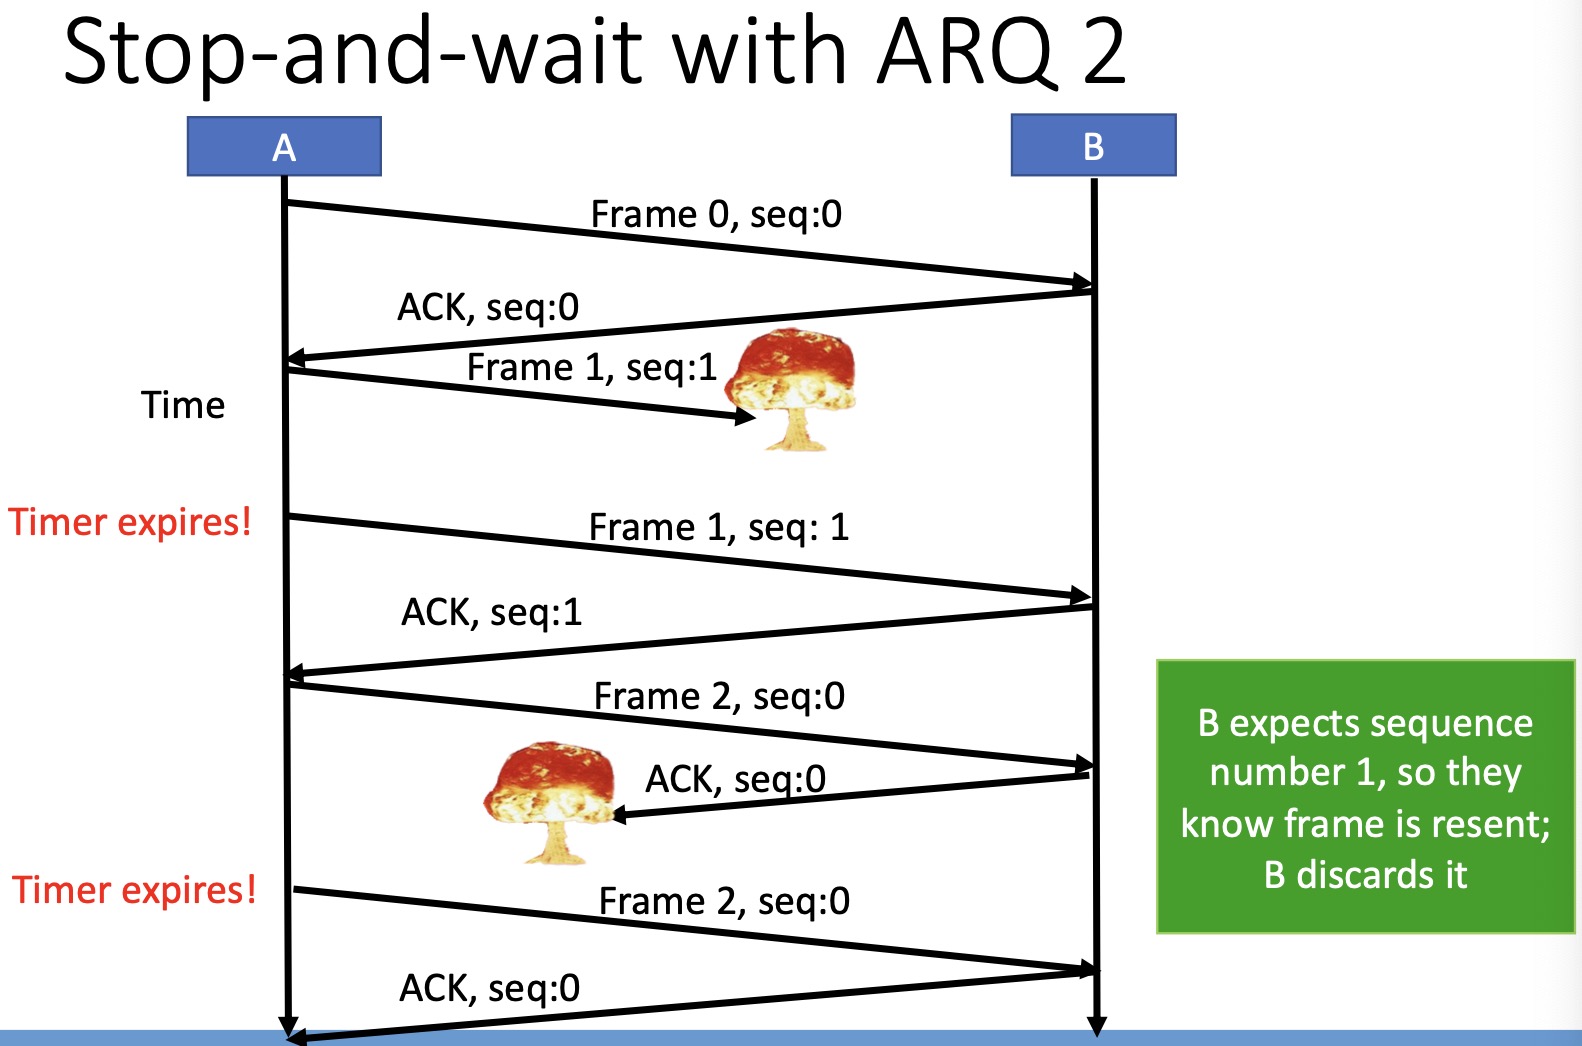 Stop-and-wait with ARQ 2
A
B
Frame 0, seq:0
ACK, seq:0
Frame 1, seq:1
Time
Timer expires!
Frame 1, seq: 1
ACK, seq:1
Frame 2, seq:0
ACK, seq:0
B expects sequence
number 1, so they
know frame is resent;
B discards it
Timer expires!
Frame 2, seq:0
ACK, seq:0